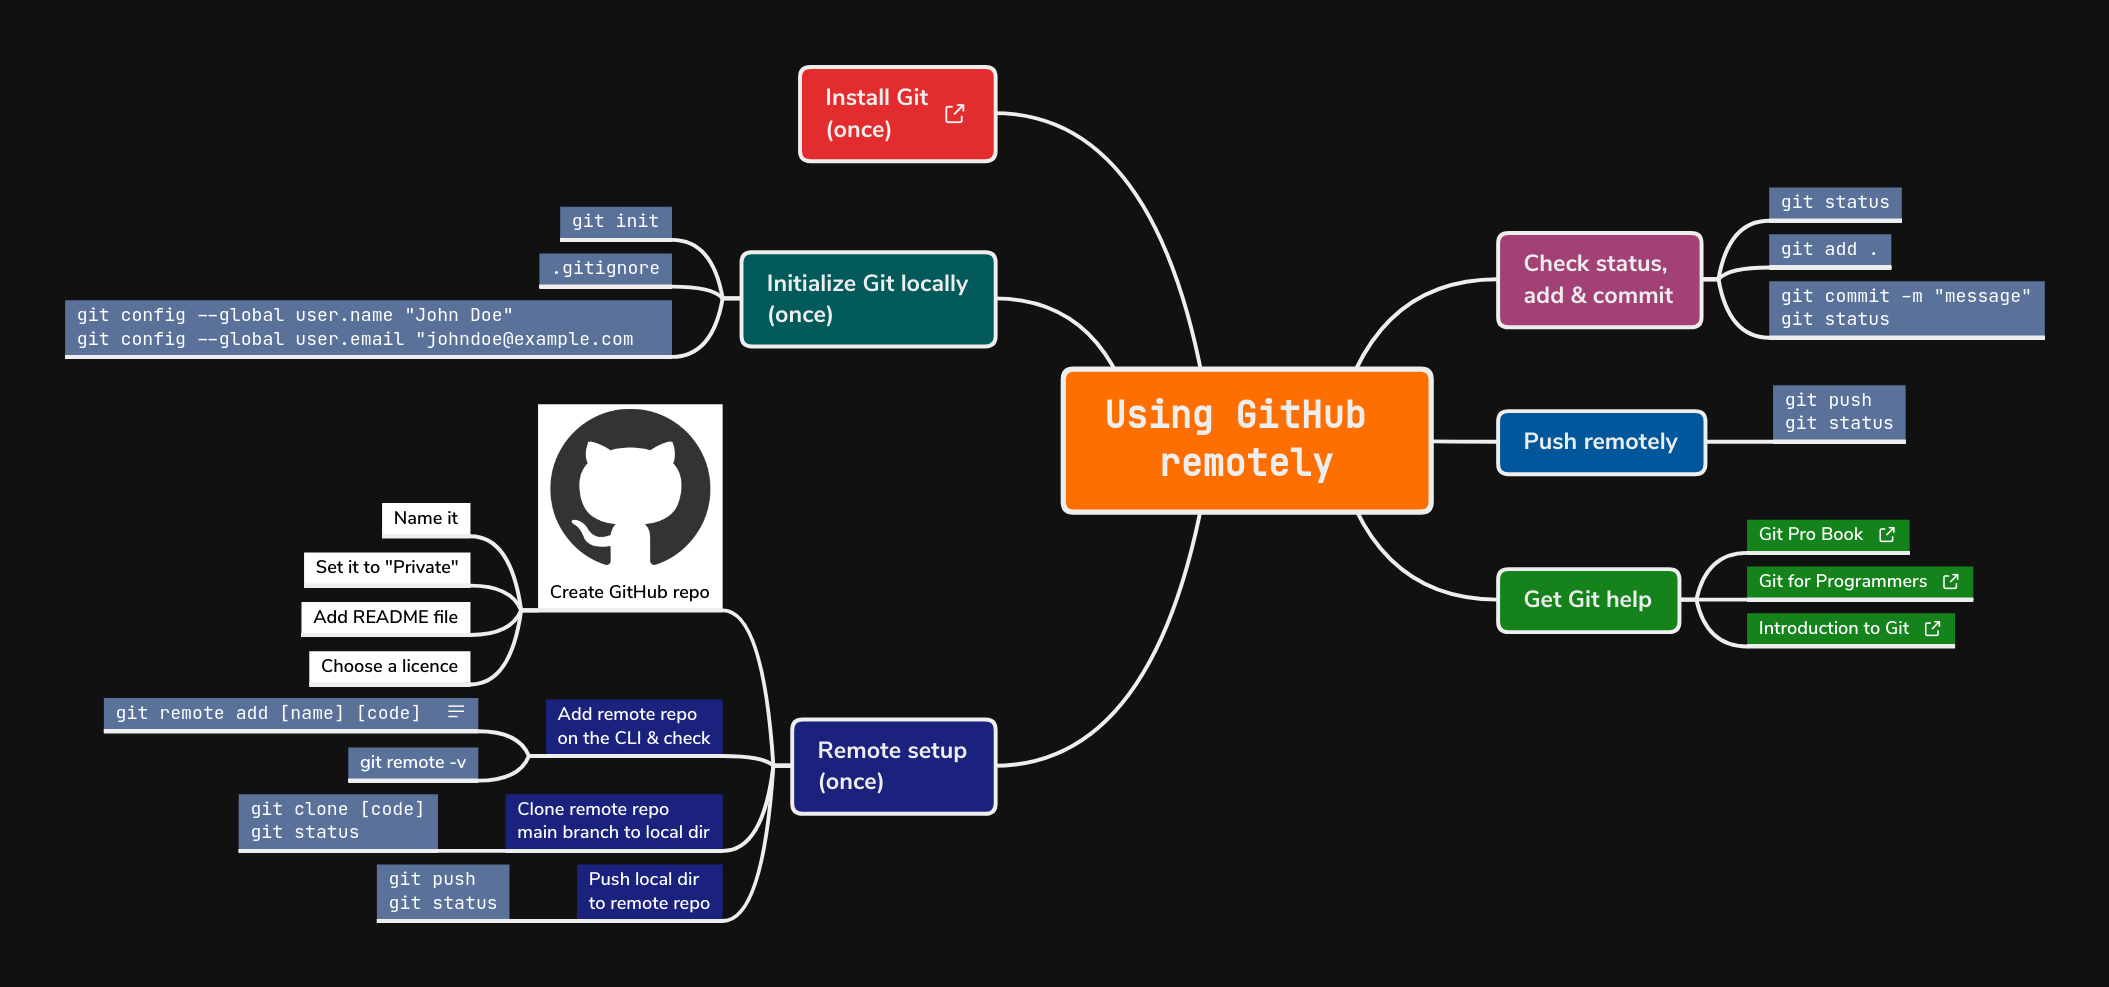 Using GitHub
remotely
Install Git
(once)
Initialize Git locally
(once)
git init
.gitignore
git config --global user.name "John Doe"
git config --global user.email "johndoe@example.com
Remote setup
(once)
Create GitHub repo
Name it
Set it to "Private"
Add README file
Choose a licence
Add remote repo
on the CLI & check
git remote add [name] [code]
git remote -v
Clone remote repo
main branch to local dir
git clone [code]
git status
Push local dir
to remote repo
git push
git status
Check status,
add & commit
git status
git add .
git commit -m "message"
git status
Push remotely
git push
git status
Get Git help
Git Pro Book
Git for Programmers
Introduction to Git